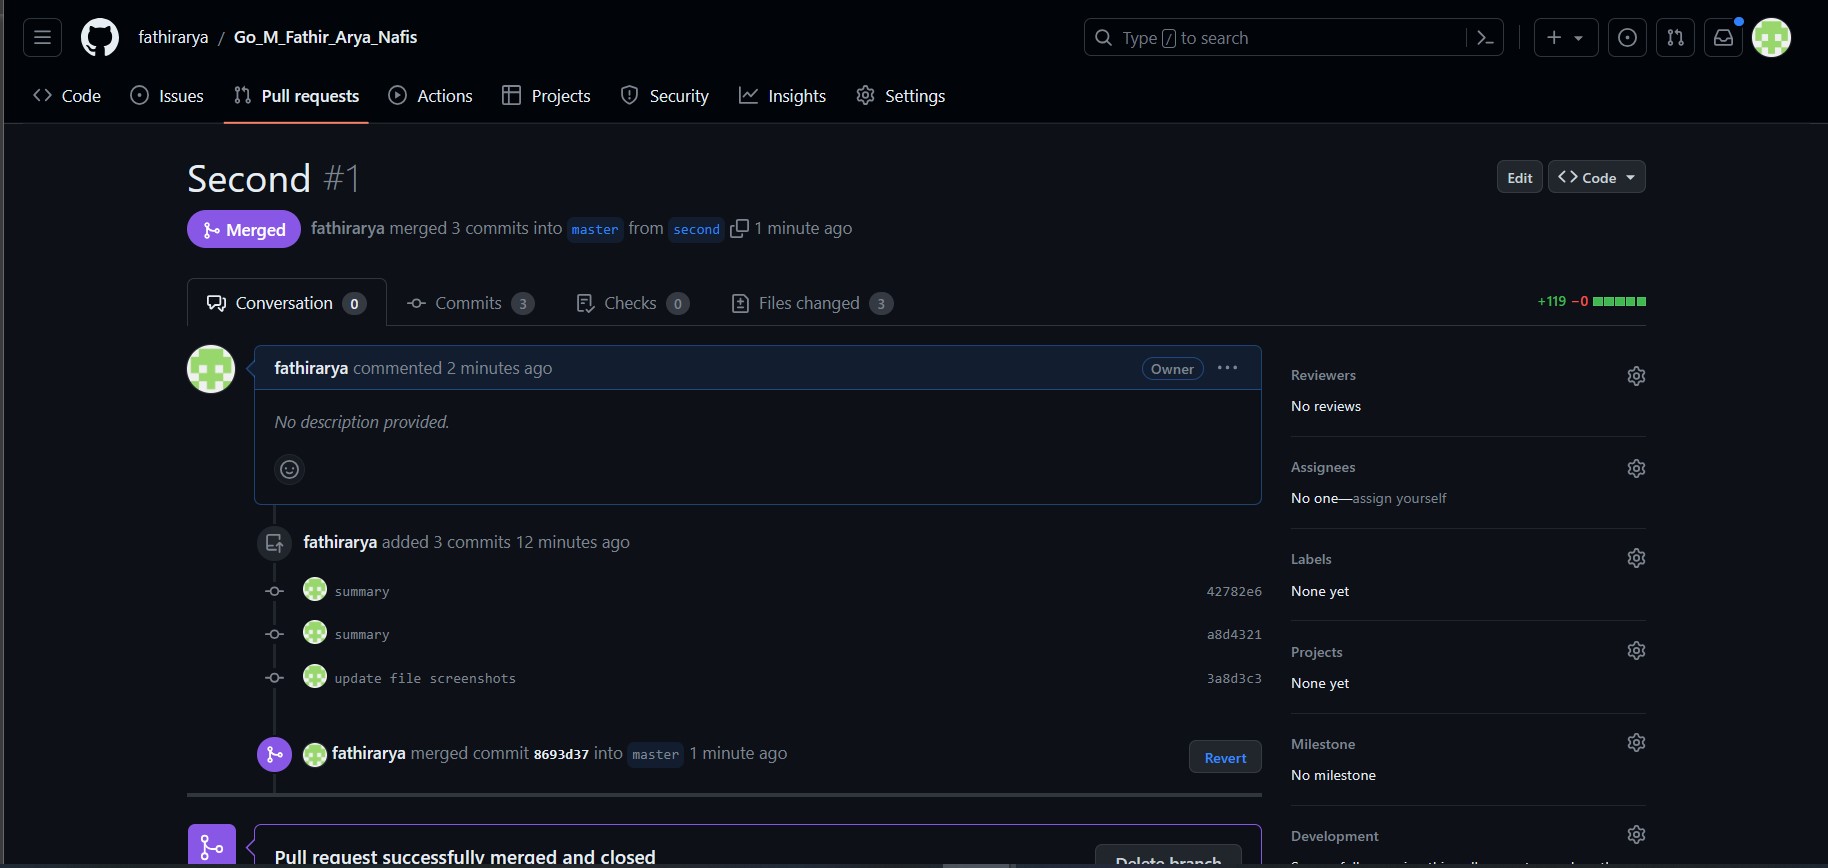 fathirarya / Go_M_Fathir_Arya_Nafis
Type / to search
Code Issues Pull requests Actions Projects Security Insights Settings
Second #1
Edit
Code
Merged fathirarya merged 3 commits into master from second 1 minute ago
Conversation 0 Commits 3 Checks 0 Files changed 3
+119 −0
fathirarya commented 2 minutes ago
Owner
No description provided.
fathirarya added 3 commits 12 minutes ago
summary 42782e6
summary a8d4321
update file screenshots 3a8d3c3
fathirarya merged commit 8693d37 into master 1 minute ago
Revert
Pull request successfully merged and closed
Delete branch
Reviewers
No reviews
Assignees
No one—assign yourself
Labels
None yet
Projects
None yet
Milestone
No milestone
Development